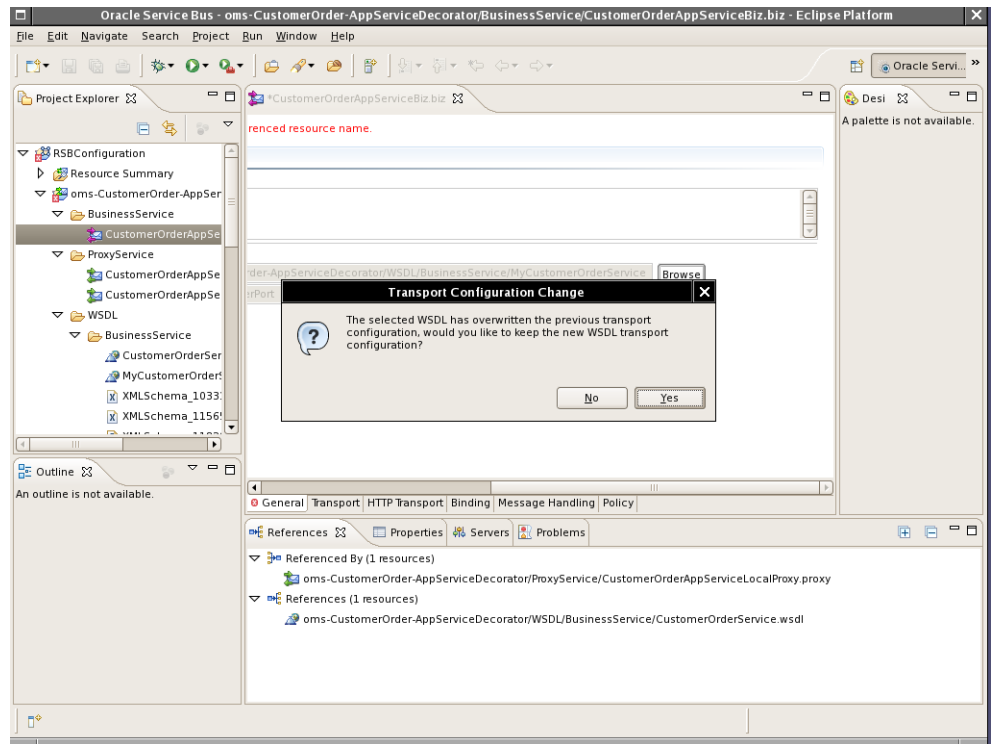 Oracle Service Bus - oms-CustomerOrder-AppServiceDecorator/BusinessService/CustomerOrderAppServiceBiz.biz - Eclipse Platform
File Edit Navigate Search Project Run Window Help
Oracle Servi... »
Project Explorer
*CustomerOrderAppServiceBiz.biz
Desi
A palette is not available.
renced resource name.
RSBConfiguration
Resource Summary
oms-CustomerOrder-AppSer
BusinessService
CustomerOrderAppSe
ProxyService
CustomerOrderAppSe
CustomerOrderAppSe
WSDL
BusinessService
CustomerOrderSer
MyCustomerOrderS
XMLSchema_1033
XMLSchema_1156
rder-AppServiceDecorator/WSDL/BusinessService/MyCustomerOrderService Browse
erPort
Transport Configuration Change
The selected WSDL has overwritten the previous transport
configuration, would you like to keep the new WSDL transport
configuration?
No Yes
Outline
An outline is not available.
General Transport HTTP Transport Binding Message Handling Policy
References Properties Servers Problems
Referenced By (1 resources)
oms-CustomerOrder-AppServiceDecorator/ProxyService/CustomerOrderAppServiceLocalProxy.proxy
References (1 resources)
oms-CustomerOrder-AppServiceDecorator/WSDL/BusinessService/CustomerOrderService.wsdl